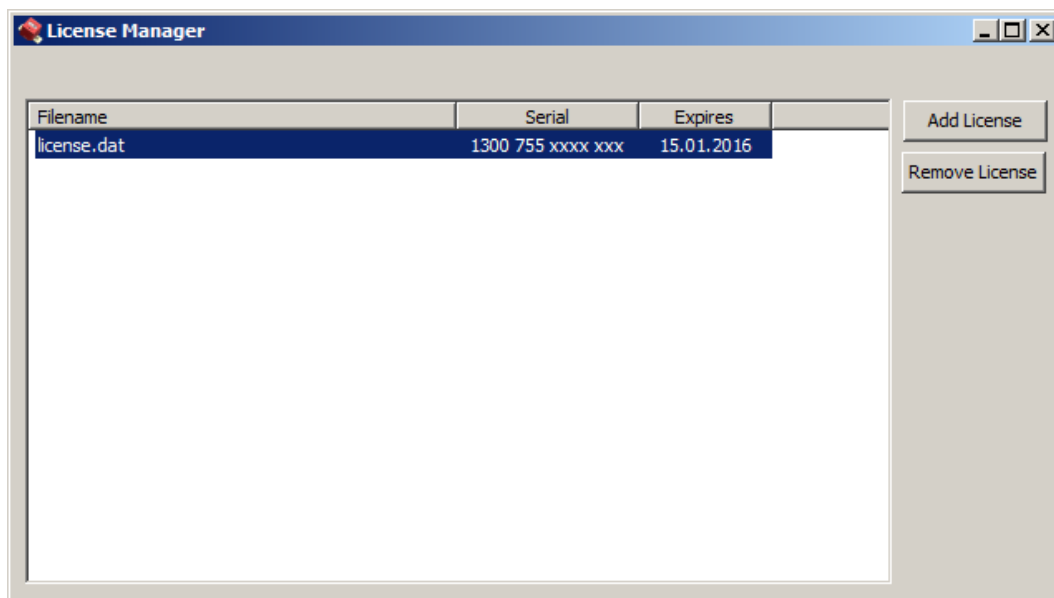 License Manager
Filename Serial Expires
license.dat 1300 755 xxxx xxx 15.01.2016
Add License
Remove License